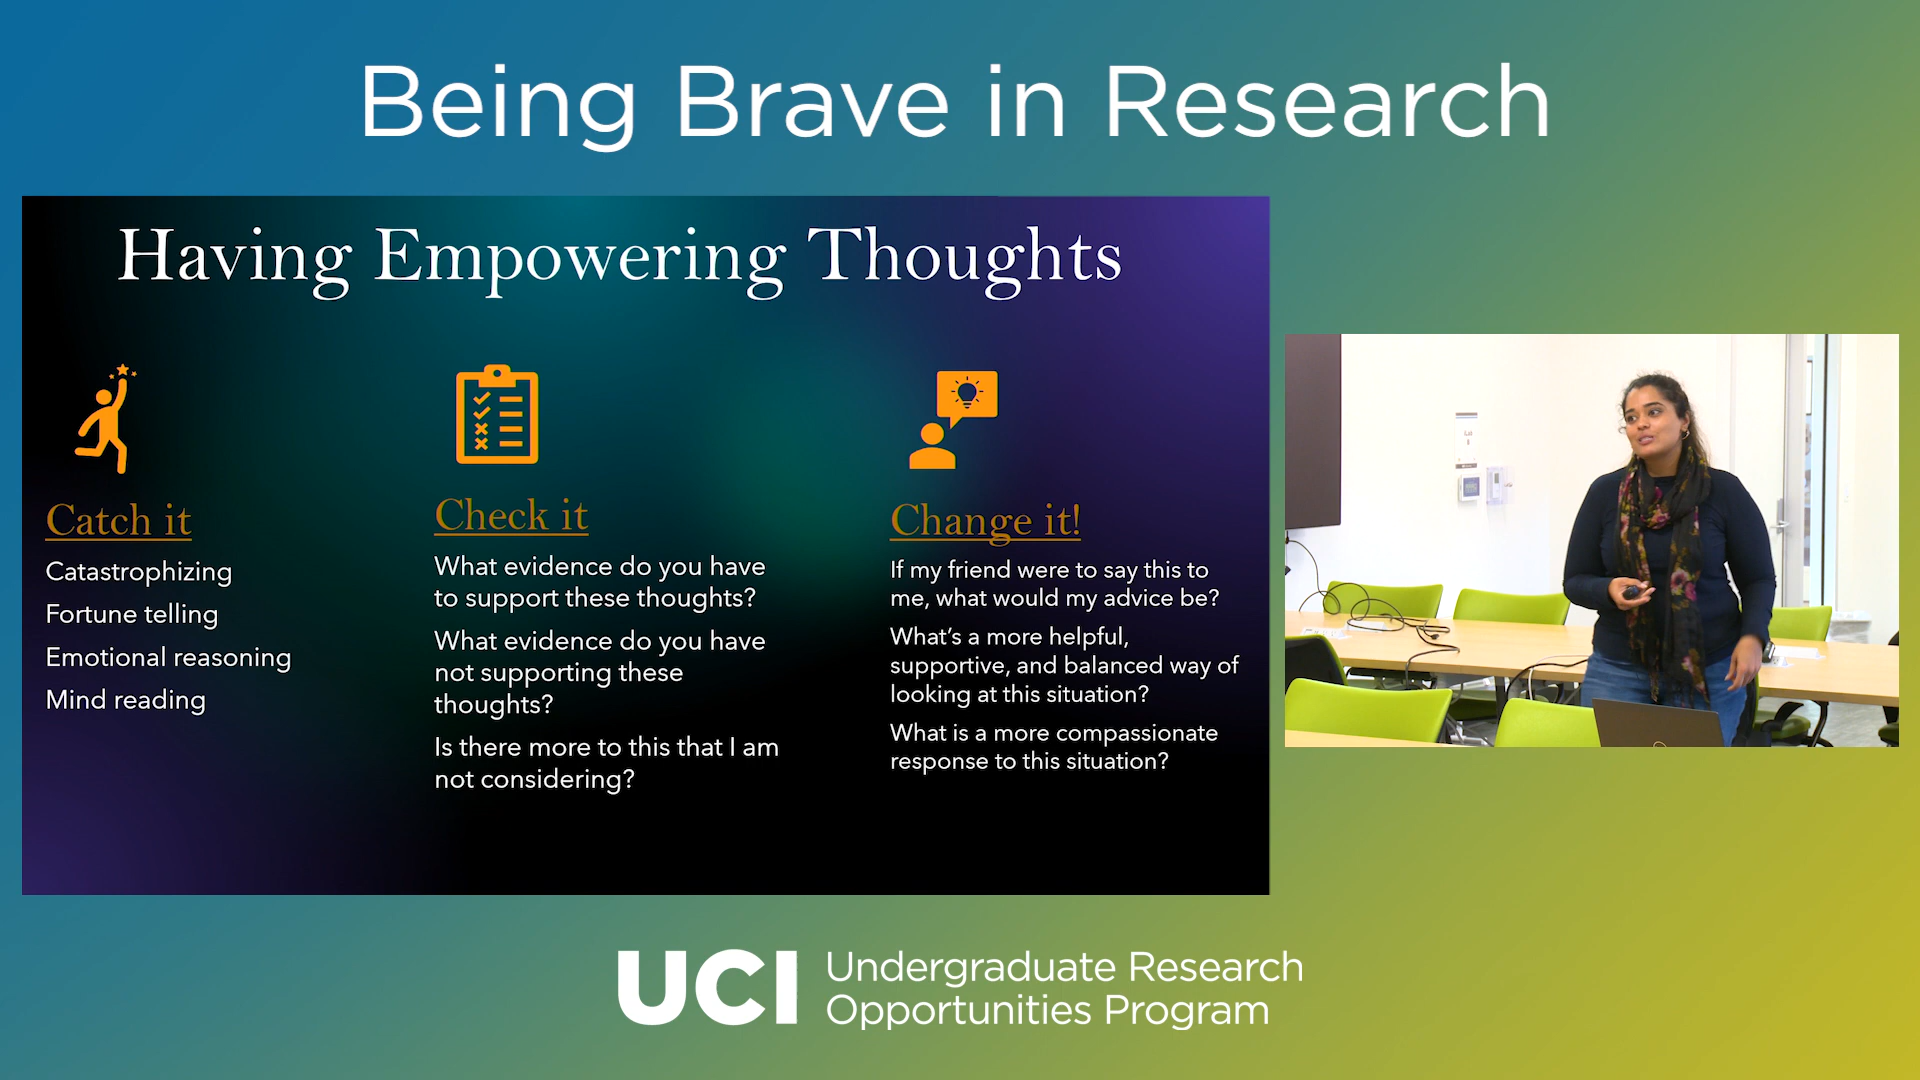 Being Brave in Research
Having Empowering Thoughts
Catch it
Catastrophizing
Fortune telling
Emotional reasoning
Mind reading
Check it
What evidence do you have
to support these thoughts?
What evidence do you have
not supporting these
thoughts?
Is there more to this that I am
not considering?
Change it!
If my friend were to say this to
me, what would my advice be?
What's a more helpful,
supportive, and balanced way of
looking at this situation?
What is a more compassionate
response to this situation?
UCI Undergraduate Research
Opportunities Program